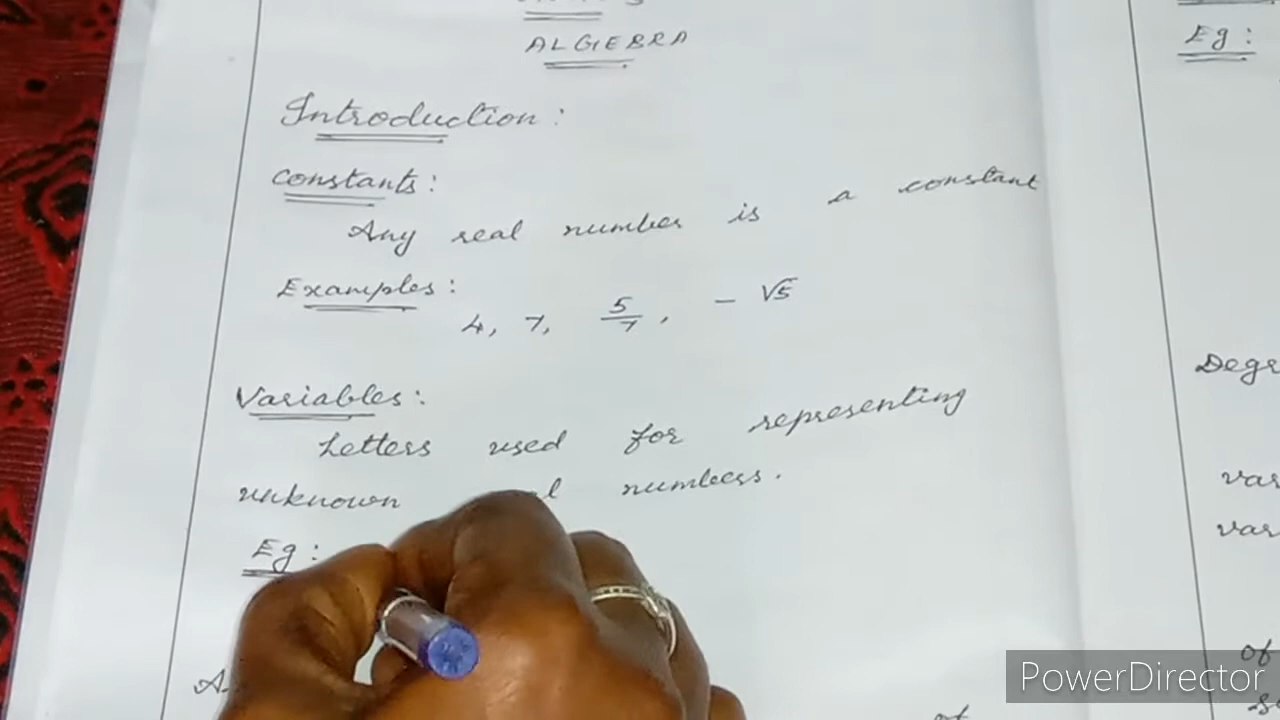 ALGEBRA
Introduction:
Constants:
Any real number is a constant
Examples:
4, 7, 5/7, - √5
Variables:
Letters used for representing
unknown numbers.
Eg:
Eg:
Degr
var
var
of
of
PowerDirector